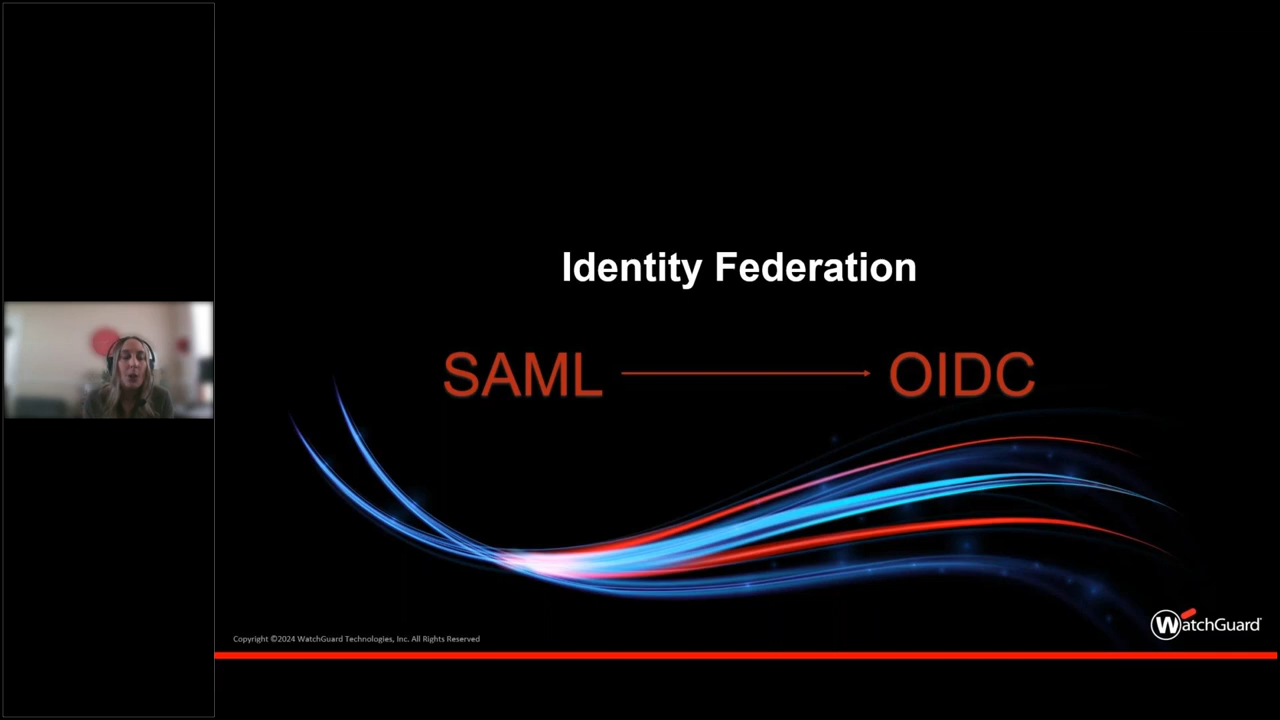 Identity Federation
SAML OIDC
Copyright ©2024 WatchGuard Technologies, Inc. All Rights Reserved
WatchGuard